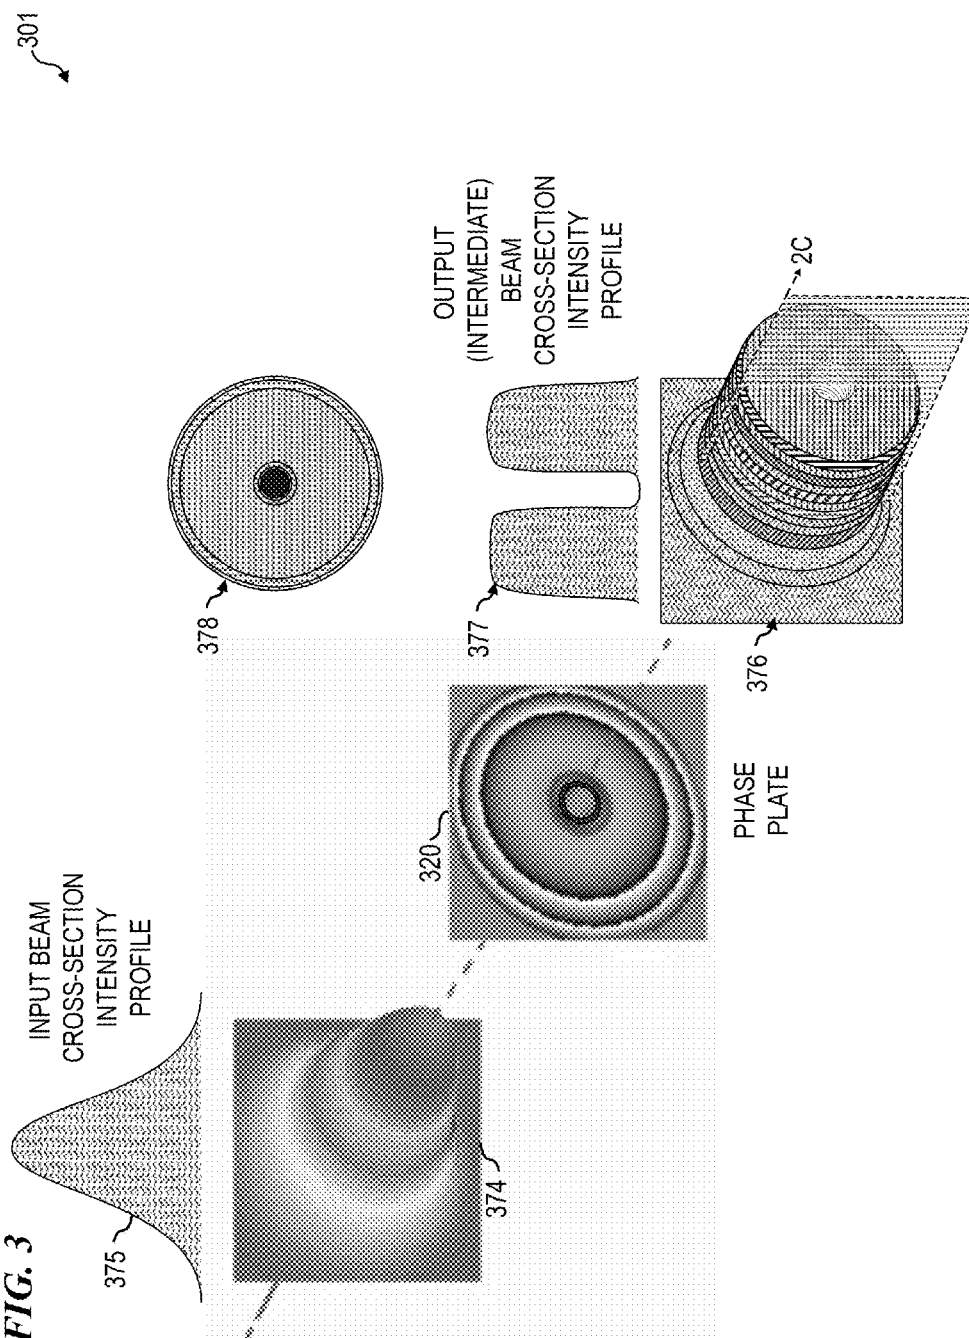 FIG. 3
301
375
INPUT BEAM
CROSS-SECTION
INTENSITY
PROFILE
374
320
PHASE
PLATE
378
377
OUTPUT
(INTERMEDIATE)
BEAM
CROSS-SECTION
INTENSITY
PROFILE
376
2C